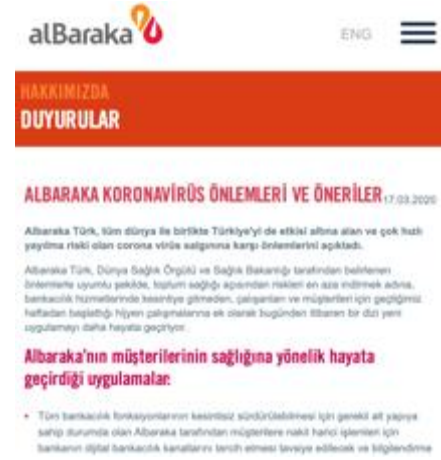 alBaraka
ENG
HAKKIMIZDA
DUYURULAR
ALBARAKA KORONAVİRÜS ÖNLEMLERİ VE ÖNERİLER 17.03.2020
Albaraka Türk, tüm dünya ile birlikte Türkiye'yi de etkisi altına alan ve çok hızlı
yayılma riski olan corona virüs salgınına karşı önlemlerini açıkladı.
Albaraka Türk, Dünya Sağlık Örgütü ve Sağlık Bakanlığı tarafından belirlenen
önlemlerle uyumlu şekilde, toplum sağlığı açısından riskleri en aza indirmek adına,
bankacılık hizmetlerinde kesintiye gitmeden, çalışanları ve müşterileri için geçtiğimiz
haftadan başlattığı hijyen çalışmalarına ek olarak bugünden itibaren bir dizi yeni
uygulamayı daha hayata geçiriyor.
Albaraka'nın müşterilerinin sağlığına yönelik hayata
geçirdiği uygulamalar:
• Tüm bankacılık fonksiyonlarının kesintisiz sürdürülebilmesi için gerekli alt yapıya
sahip durumda olan Albaraka tarafından müşterilere nakit harici işlemleri için
bankanın dijital bankacılık kanallarını tercih etmesi tavsiye edilecek ve bilgilendirme